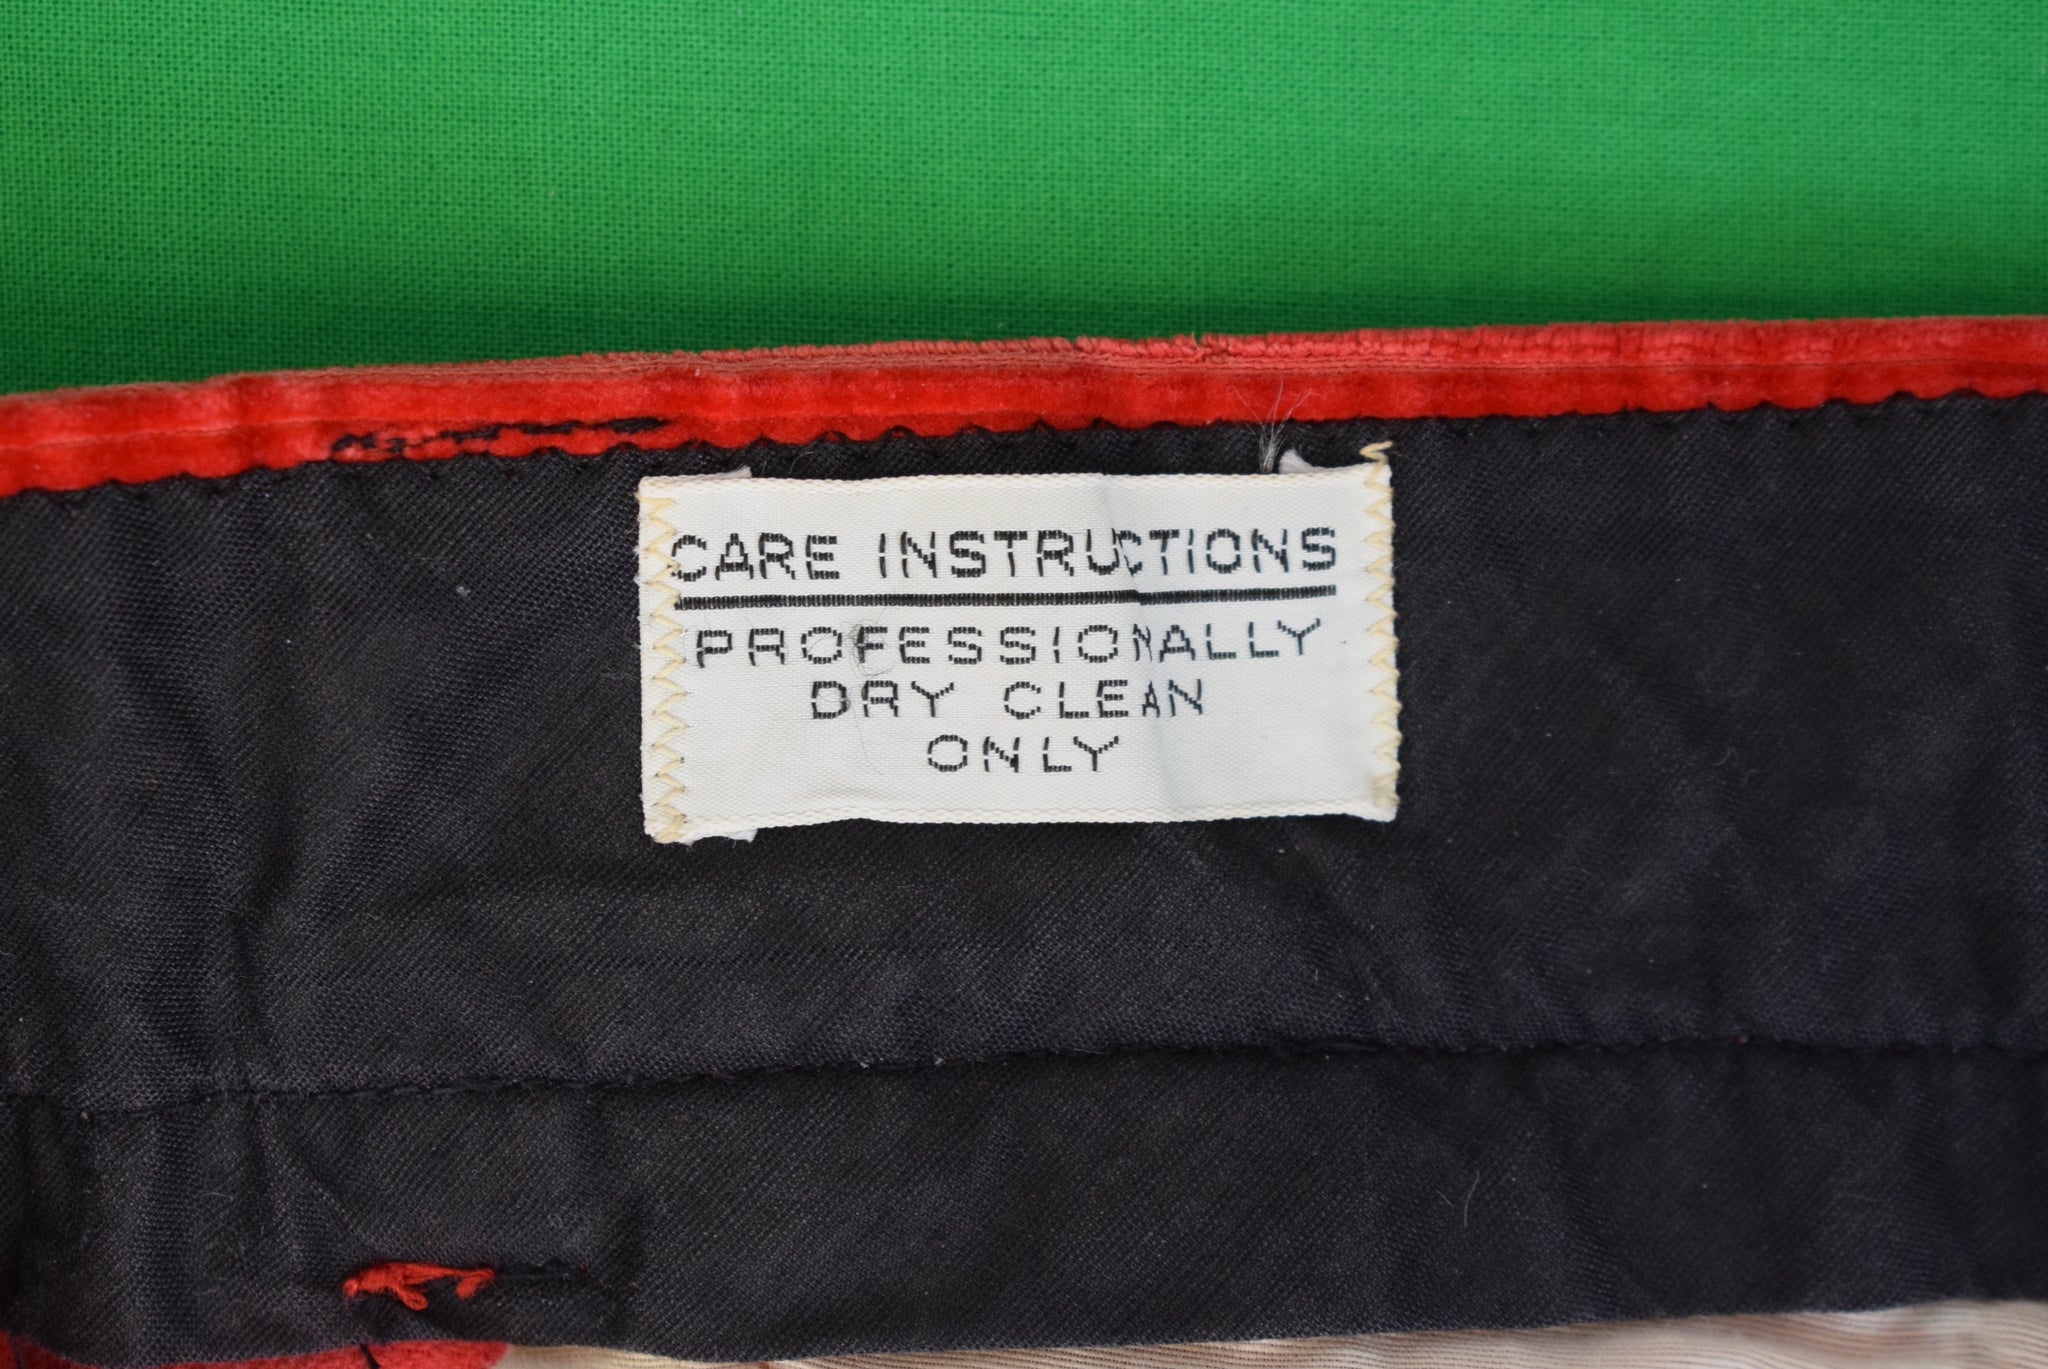 CARE INSTRUCTIONS
PROFESSIONALLY
DRY CLEAN
ONLY